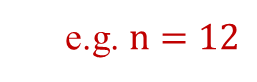 e.g. n = 12